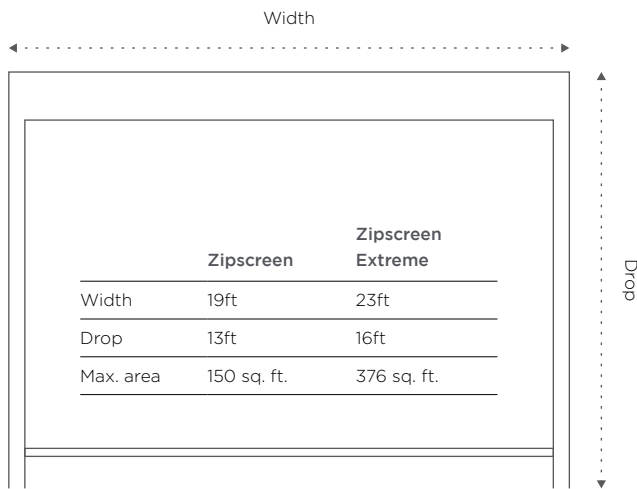 Width
Zipscreen Zipscreen Extreme
Width 19ft 23ft
Drop 13ft 16ft
Max. area 150 sq. ft. 376 sq. ft.
Drop